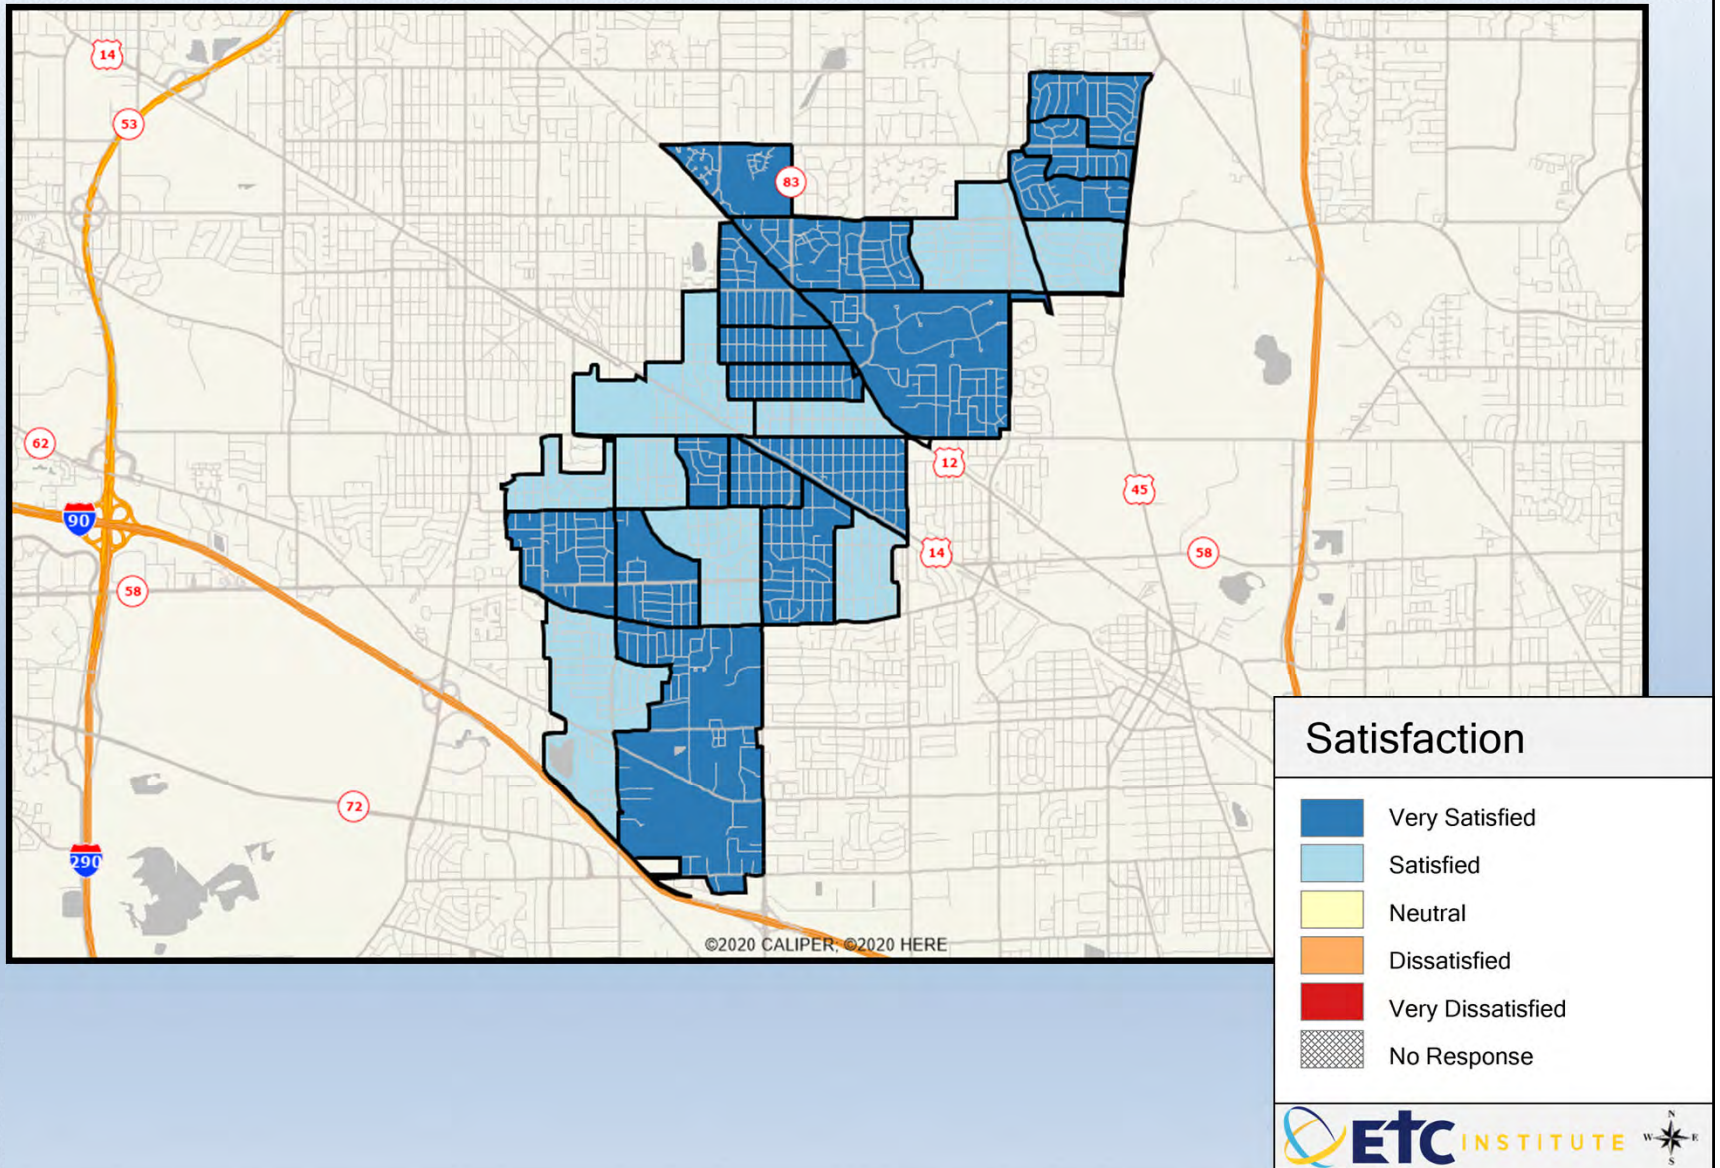 14
53
83
62
12
45
90
14
58
58
72
290
©2020 CALIPER; ©2020 HERE
Satisfaction
Very Satisfied
Satisfied
Neutral
Dissatisfied
Very Dissatisfied
No Response
ETC INSTITUTE
N
W E
S